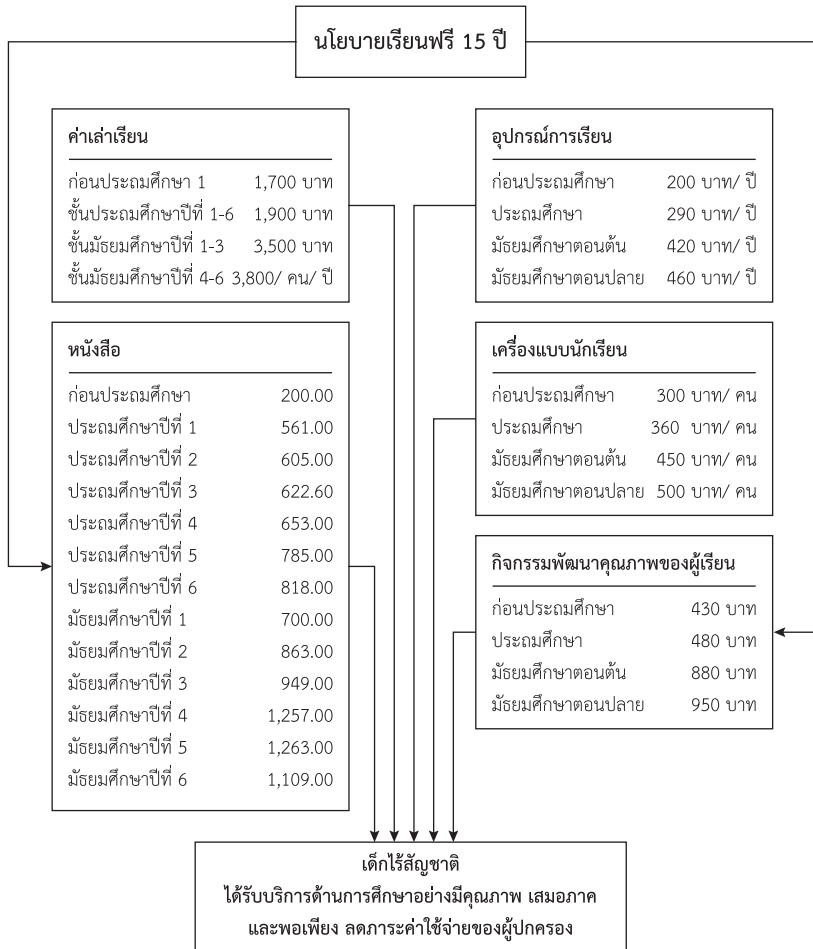 นโยบายเรียนฟรี 15 ปี
ค่าเล่าเรียน
ก่อนประถมศึกษา 1 1,700 บาท
ชั้นประถมศึกษาปีที่ 1-6 1,900 บาท
ชั้นมัธยมศึกษาปีที่ 1-3 3,500 บาท
ชั้นมัธยมศึกษาปีที่ 4-6 3,800/ คน/ ปี
หนังสือ
ก่อนประถมศึกษา 200.00
ประถมศึกษาปีที่ 1 561.00
ประถมศึกษาปีที่ 2 605.00
ประถมศึกษาปีที่ 3 622.60
ประถมศึกษาปีที่ 4 653.00
ประถมศึกษาปีที่ 5 785.00
ประถมศึกษาปีที่ 6 818.00
มัธยมศึกษาปีที่ 1 700.00
มัธยมศึกษาปีที่ 2 863.00
มัธยมศึกษาปีที่ 3 949.00
มัธยมศึกษาปีที่ 4 1,257.00
มัธยมศึกษาปีที่ 5 1,263.00
มัธยมศึกษาปีที่ 6 1,109.00
อุปกรณ์การเรียน
ก่อนประถมศึกษา 200 บาท/ ปี
ประถมศึกษา 290 บาท/ ปี
มัธยมศึกษาตอนต้น 420 บาท/ ปี
มัธยมศึกษาตอนปลาย 460 บาท/ ปี
เครื่องแบบนักเรียน
ก่อนประถมศึกษา 300 บาท/ คน
ประถมศึกษา 360 บาท/ คน
มัธยมศึกษาตอนต้น 450 บาท/ คน
มัธยมศึกษาตอนปลาย 500 บาท/ คน
กิจกรรมพัฒนาคุณภาพของผู้เรียน
ก่อนประถมศึกษา 430 บาท
ประถมศึกษา 480 บาท
มัธยมศึกษาตอนต้น 880 บาท
มัธยมศึกษาตอนปลาย 950 บาท
เด็กไร้สัญชาติ
ได้รับบริการด้านการศึกษาอย่างมีคุณภาพ เสมอภาค
และพอเพียง ลดภาระค่าใช้จ่ายของผู้ปกครอง